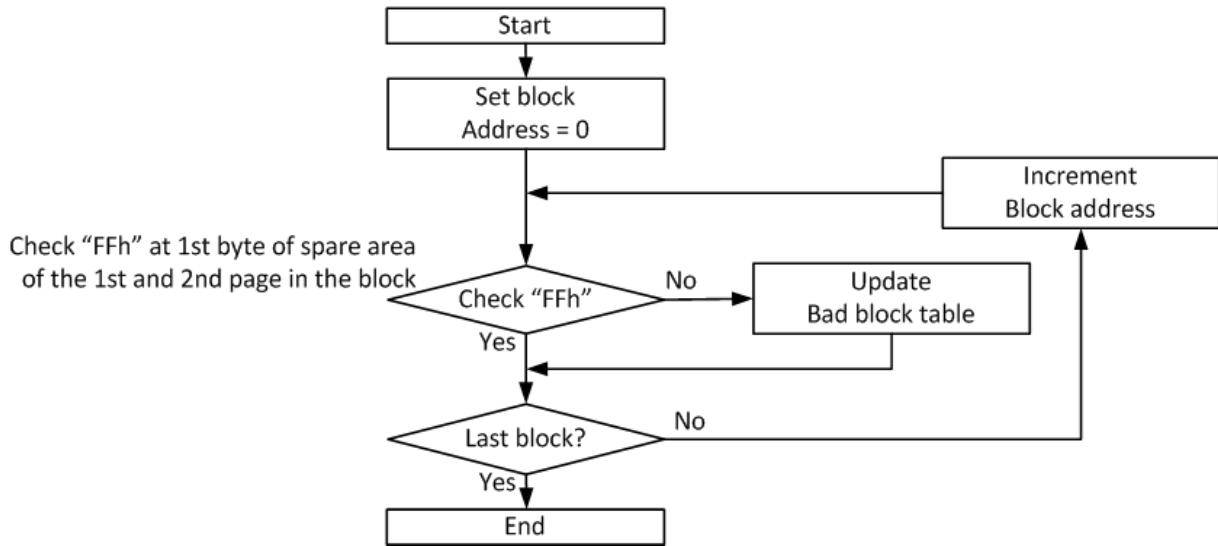 Start
Set block
Address = 0
Increment
Block address
Check “FFh” at 1st byte of spare area
of the 1st and 2nd page in the block
Check “FFh”
No
Update
Bad block table
Yes
Last block?
No
Yes
End